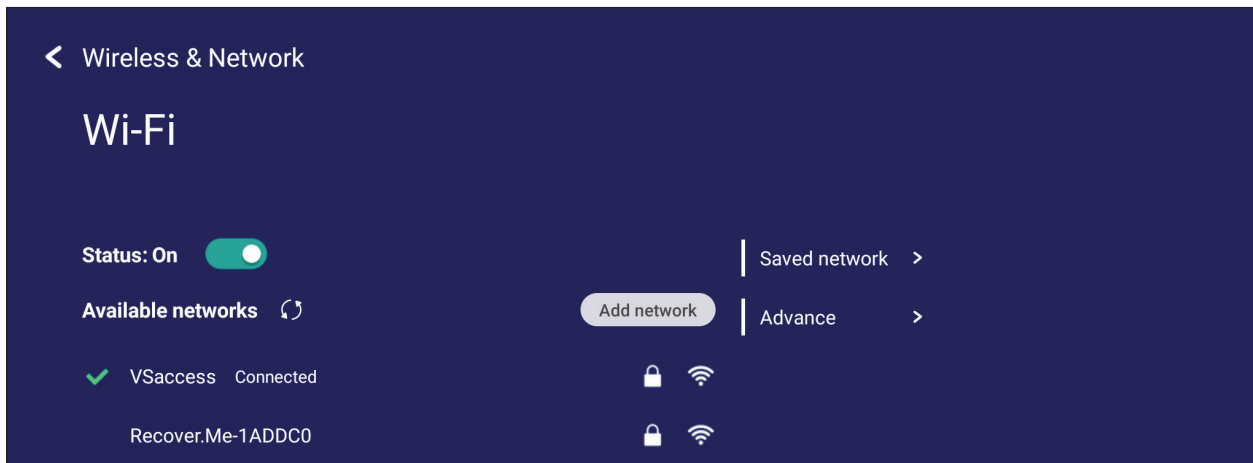 Wireless & Network
Wi-Fi
Status: On
Saved network
Available networks
Add network
Advance
VSaccess Connected
Recover.Me-1ADDC0